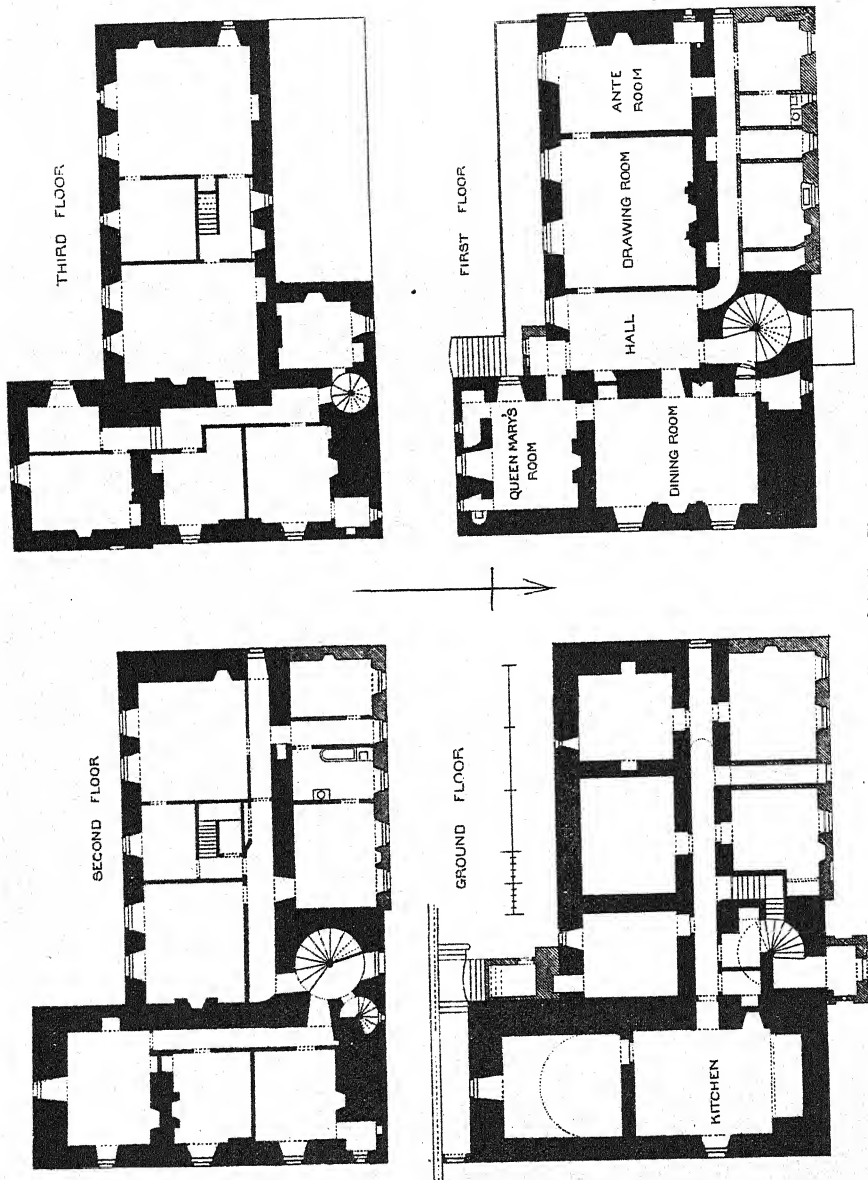 THIRD FLOOR
FIRST FLOOR
ANTE
ROOM
DRAWING ROOM
HALL
QUEEN MARY'S
ROOM
DINING ROOM
SECOND FLOOR
GROUND FLOOR
KITCHEN